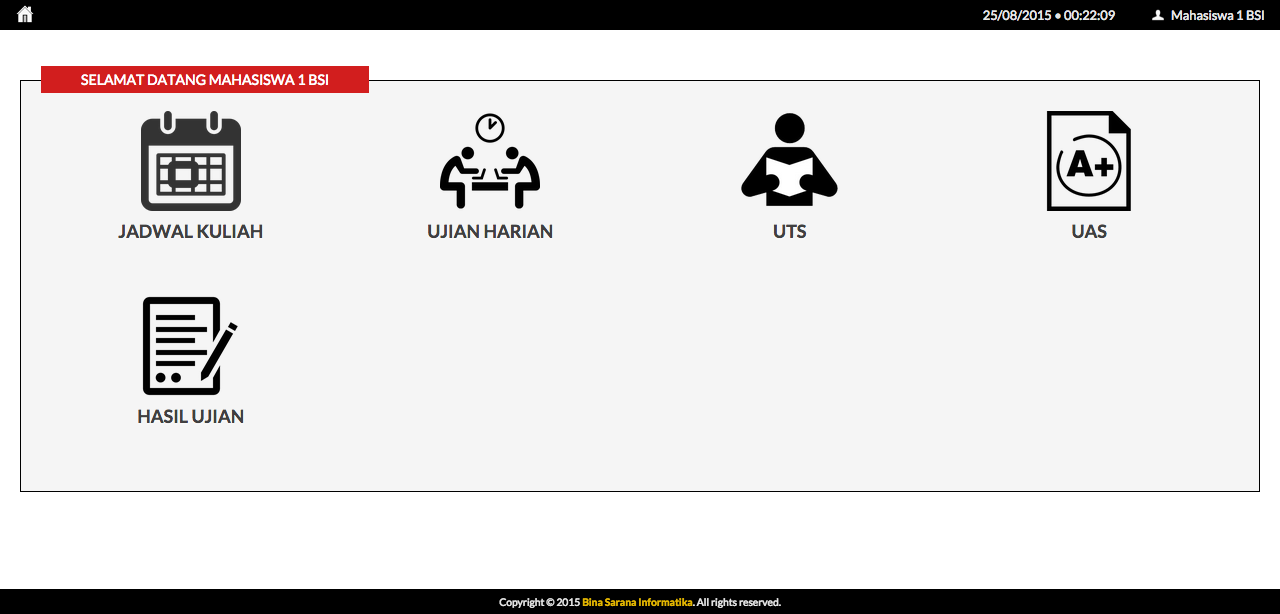 25/08/2015 • 00:22:09 Mahasiswa 1 BSI
SELAMAT DATANG MAHASISWA 1 BSI
A+
JADWAL KULIAH UJIAN HARIAN UTS UAS
HASIL UJIAN
Copyright © 2015 Bina Sarana Informatika. All rights reserved.